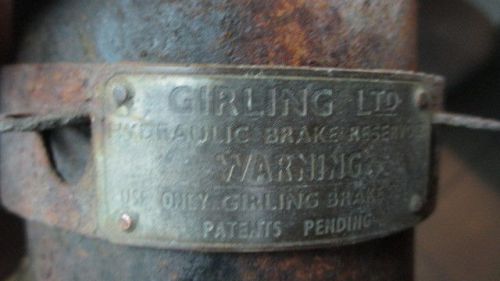 GIRLING LTD
HYDRAULIC BRAKE RESERVOIR
WARNING
USE ONLY GIRLING BRAKE
PATENTS PENDING